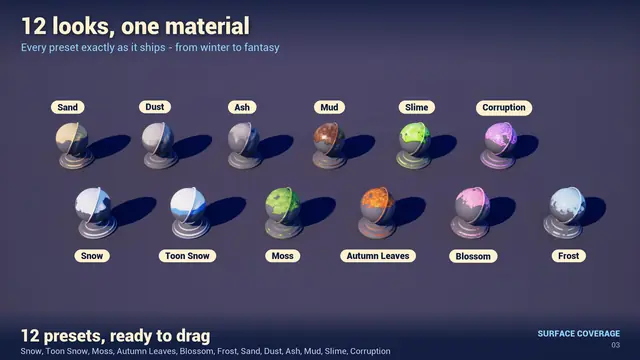 12 looks, one material
Every preset exactly as it ships - from winter to fantasy
Sand
Dust
Ash
Mud
Slime
Corruption
Snow
Toon Snow
Moss
Autumn Leaves
Blossom
Frost
12 presets, ready to drag
Snow, Toon Snow, Moss, Autumn Leaves, Blossom, Frost, Sand, Dust, Ash, Mud, Slime, Corruption
SURFACE COVERAGE
03